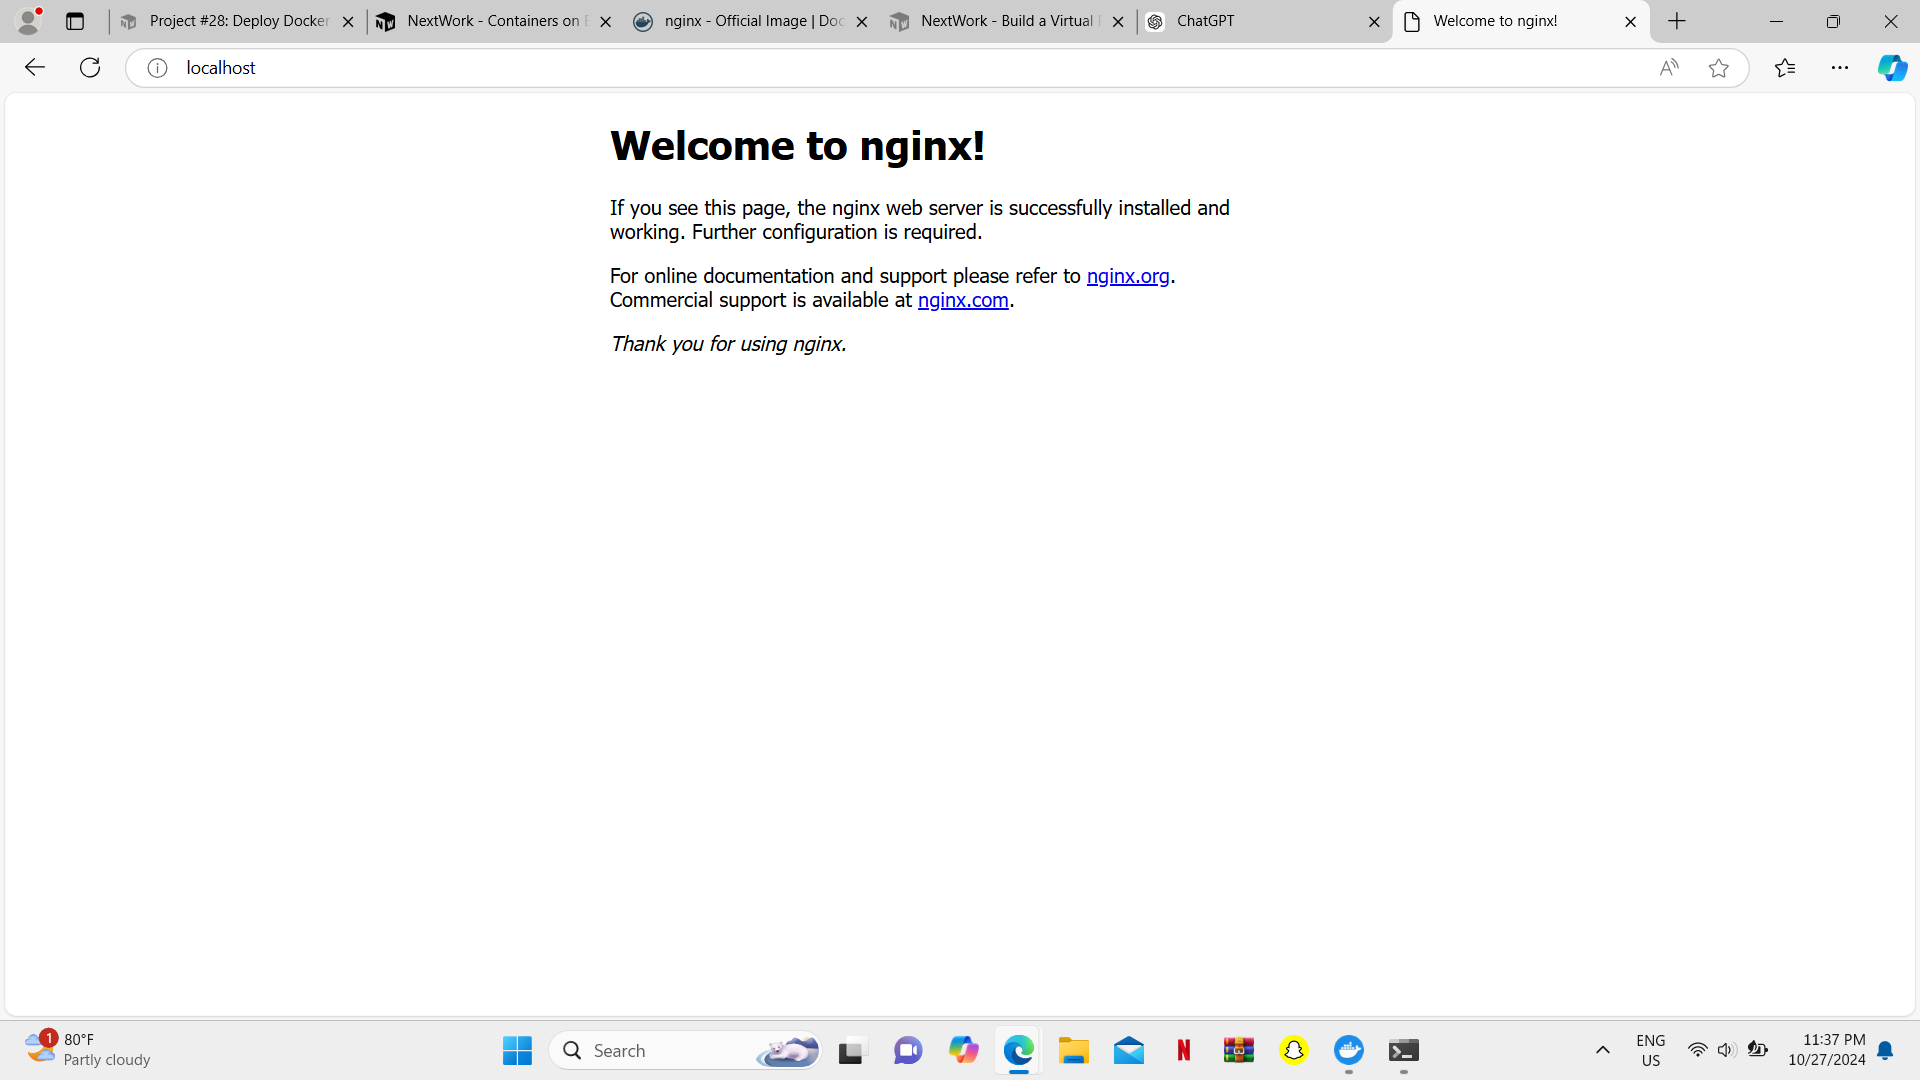 Project #28: Deploy Docker
NextWork - Containers on E
nginx - Official Image | Doc
NextWork - Build a Virtual
ChatGPT
Welcome to nginx!
localhost
Welcome to nginx!
If you see this page, the nginx web server is successfully installed and
working. Further configuration is required.
For online documentation and support please refer to nginx.org.
Commercial support is available at nginx.com.
Thank you for using nginx.
1
80°F
Partly cloudy
Search
ENG
US
11:37 PM
10/27/2024